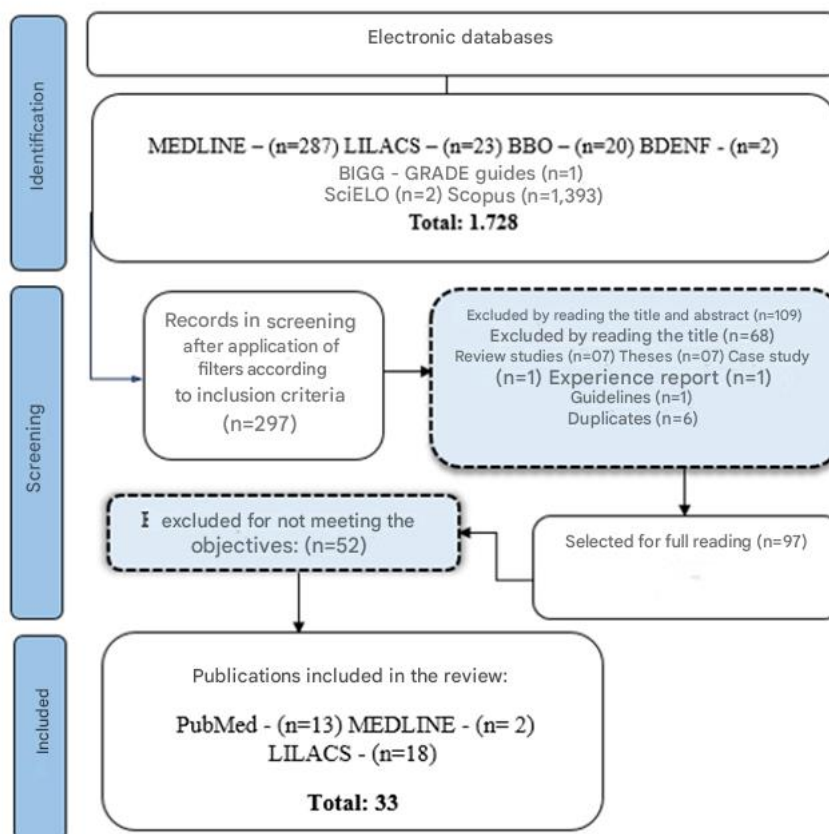 Identification
Electronic databases
MEDLINE – (n=287) LILACS – (n=23) BBO – (n=20) BDENF - (n=2)
BIGG - GRADE guides (n=1)
SciELO (n=2) Scopus (n=1,393)
Total: 1.728
Screening
Records in screening
after application of
filters according
to inclusion criteria
(n=297)
Excluded by reading the title and abstract (n=109)
Excluded by reading the title (n=68)
Review studies (n=07) Theses (n=07) Case study
(n=1) Experience report (n=1)
Guidelines (n=1)
Duplicates (n=6)
Selected for full reading (n=97)
excluded for not meeting the
objectives: (n=52)
Included
Publications included in the review:
PubMed - (n=13) MEDLINE - (n= 2)
LILACS - (n=18)
Total: 33